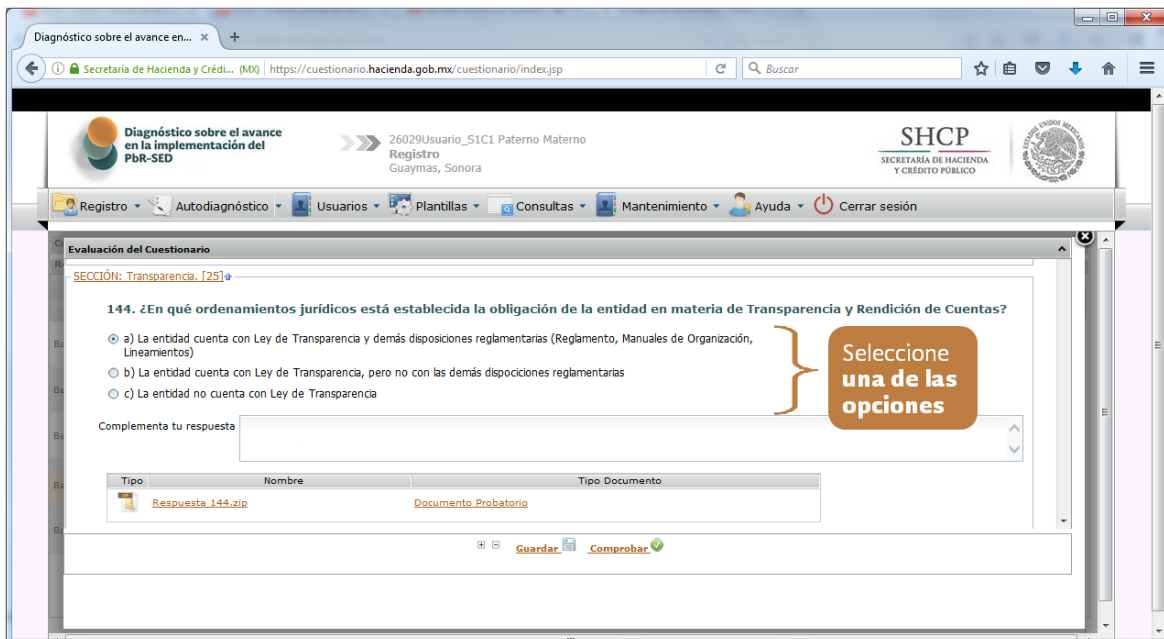 Diagnóstico sobre el avance en...
Secretaría de Hacienda y Crédi... (MX) https://cuestionario.hacienda.gob.mx/cuestionario/index.jsp
Buscar
Diagnóstico sobre el avance
en la implementación del
PbR-SED
26029Usuario_S1C1 Paterno Materno
Registro
Guaymas, Sonora
SHCP
SECRETARÍA DE HACIENDA
Y CRÉDITO PÚBLICO
ESTADOS UNIDOS MEXICANOS
Registro Autodiagnóstico Usuarios Plantillas Consultas Mantenimiento Ayuda Cerrar sesión
Evaluación del Cuestionario
SECCIÓN: Transparencia. [25]
144. ¿En qué ordenamientos jurídicos está establecida la obligación de la entidad en materia de Transparencia y Rendición de Cuentas?
a) La entidad cuenta con Ley de Transparencia y demás disposiciones reglamentarias (Reglamento, Manuales de Organización,
Lineamientos)
b) La entidad cuenta con Ley de Transparencia, pero no con las demás dispociciones reglamentarias
c) La entidad no cuenta con Ley de Transparencia
Seleccione
una de las
opciones
Complementa tu respuesta
Tipo Nombre Tipo Documento
Respuesta 144.zip Documento Probatorio
Guardar Comprobar